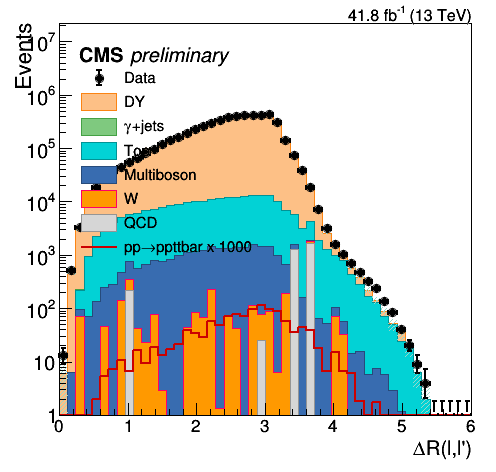 41.8 fb⁻¹ (13 TeV)
Events
CMS preliminary
Data
DY
γ+jets
Top
Multiboson
W
QCD
pp→ppttbar x 1000
10⁷
10⁶
10⁵
10⁴
10³
10²
10
1
0 1 2 3 4 5 6
ΔR(l,l')